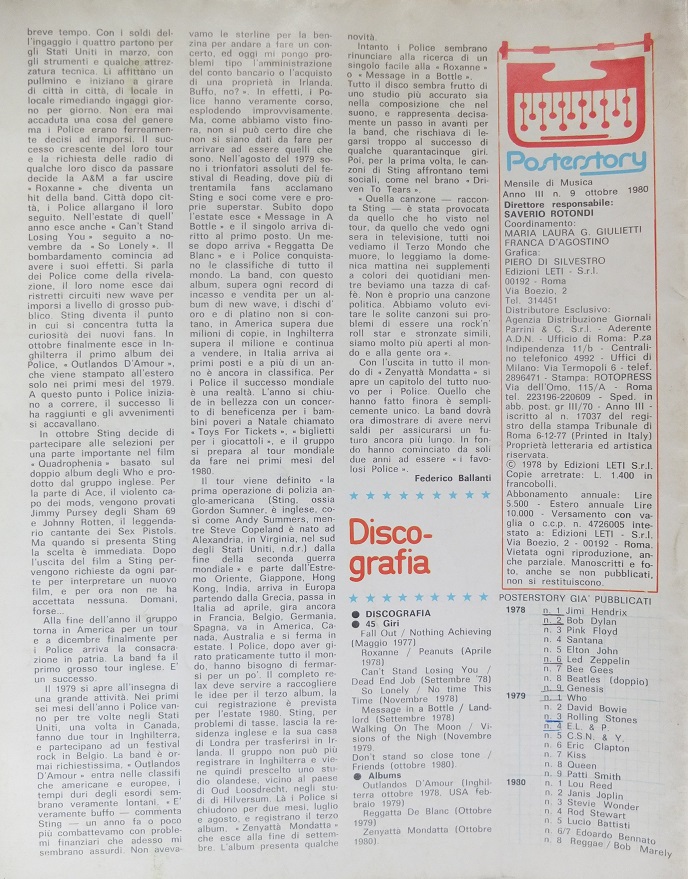 breve tempo. Con i soldi del-
l'ingaggio i quattro partono per
gli Stati Uniti in marzo, con
gli strumenti e qualche attrez-
zatura tecnica. Lì affittano un
pullmino e iniziano a girare
di città in città, di locale in
locale rimediando ingaggi gior-
no per giorno. Non era mai
accaduta una cosa del genere
ma i Police erano ferreamen-
te decisi ad imporsi. Il suc-
cesso crescente del loro tour
e la richiesta delle radio di
qualche loro disco da passare
decide la A&M a far uscire
« Roxanne » che diventa un
hit della band. Città dopo cit-
tà, i Police allargano il loro
seguito. Nell'estate di quell'
anno esce anche « Can't Stand
Losing You » seguito a no-
vembre da « So Lonely ». Il
bombardamento comincia ad
avere i suoi effetti. Si parla
dei Police come della rivela-
zione, il loro nome esce dai
ristretti circuiti new wave per
imporsi a livello di grosso pub-
blico. Sting diventa il punto
in cui si concentra tutta la
curiosità dei nuovi fans. In
ottobre finalmente esce in In-
ghilterra il primo album dei
Police, « Outlandos D'Amour »,
che viene stampato all'estero
solo nei primi mesi del 1979.
A questo punto i Police inizia-
no a correre, il successo li
ha raggiunti e gli avvenimenti
si accavallano.
In ottobre Sting decide di
partecipare alle selezioni per
una parte importante nel film
« Quadrophenia » basato sul
doppio album degli Who e pro-
dotto dal gruppo inglese. Per
la parte di Ace, il violento ca-
po dei mods, vengono provati
Jimmy Pursey degli Sham 69
e Johnny Rotten, il leggenda-
rio cantante dei Sex Pistols.
Ma quando si presenta Sting
la scelta è immediata. Dopo
l'uscita del film a Sting per-
vengono richieste da ogni par-
te per interpretare un nuovo
film, e per ora non ne ha
accettata nessuna. Domani,
forse...
Alla fine dell'anno il gruppo
torna in America per un tour
e a dicembre finalmente per
i Police arriva la consacra-
zione in patria. La band fa il
primo grosso tour inglese. E'
un successo.
Il 1979 si apre all'insegna di
una grande attività. Nei primi
sei mesi dell'anno i Police van-
no per tre volte negli Stati
Uniti, una volta in Canada,
fanno due tour in Inghilterra,
e partecipano ad un festival
rock in Belgio. La band è or-
mai richiestissima, « Outlandos
D'Amour » entra nelle classifi-
che americane e europee, i
tempi duri degli esordi sem-
brano veramente lontani. « E'
veramente buffo — commenta
Sting — un anno fa o poco
più combattevamo con proble-
mi finanziari che adesso mi
sembrano assurdi. Non aveva-
vamo le sterline per la ben-
zina per andare a fare un con-
certo, ed oggi mi pongo pro-
blemi tipo l'amministrazione
del conto bancario o l'acquisto
di una proprietà in Irlanda.
Buffo, no? ». In effetti, i Po-
lice hanno veramente corso,
esplodendo improvvisamente.
Ma, come abbiamo visto fino-
ra, non si può certo dire che
non si siano dati da fare per
arrivare ad essere quelli che
sono. Nell'agosto del 1979 so-
no i trionfatori assoluti del fe-
stival di Reading, dove più di
trentamila fans acclamano
Sting e soci come vere e pro-
prie superstar. Subito dopo
l'estate esce « Message in A
Bottle » e il singolo arriva di-
ritto al primo posto. Un me-
se dopo arriva « Reggatta De
Blanc » e i Police conquista-
no le classifiche di tutto il
mondo. La band, con questo
album, supera ogni record di
incasso e vendita per un al-
bum di new wave, i dischi d'
oro e di platino non si con-
tano, in America supera due
milioni di copie, in Inghilterra
supera il milione e continua
a vendere, in Italia arriva ai
primi posti e a più di un an-
no è ancora in classifica. Per
i Police il successo mondiale
è una realtà. L'anno si chiu-
de in bellezza con un concer-
to di beneficenza per i bam-
bini poveri a Natale chiamato
« Toys For Tickets », « biglietti
per i giocattoli », e il gruppo
si prepara al tour mondiale
da fare nei primi mesi del
1980.
Il tour viene definito « la
prima operazione di polizia an-
glo-americana (Sting, ossia
Gordon Sumner, è inglese, co-
sì come Andy Summers, men-
tre Steve Copeland è nato ad
Alexandria, in Virginia, nel sud
degli Stati Uniti, n.d.r.) dalla
fine della seconda guerra
mondiale » e parte dall'Estre-
mo Oriente, Giappone, Hong
Kong, India, arriva in Europa
partendo dalla Grecia, passa in
Italia ad aprile, gira ancora
in Francia, Belgio, Germania,
Spagna, va in America, Ca-
nada, Australia e si ferma in
estate. I Police, dopo aver gi-
rato praticamente tutto il mon-
do, hanno bisogno di fermar-
si per un po'. Il completo re-
lax deve servire a raccogliere
le idee per il terzo album, la
cui registrazione è prevista
per l'estate 1980. Sting, per
problemi di tasse, lascia la re-
sidenza inglese e la sua casa
di Londra per trasferirsi in Ir-
landa. Il gruppo non può più
registrare in Inghilterra e vie-
ne quindi prescelto uno stu-
dio olandese, vicino al paese
di Oud Loosdrecht, negli stu-
di di Hilversum. Là i Police si
chiudono per due mesi, luglio
e agosto, e registrano il terzo
album. « Zenyatta Mondatta »
che esce alla fine di settem-
bre. L'album presenta qualche
novità.
Intanto i Police sembrano
rinunciare alla ricerca di un
singolo facile alla « Roxanne »
o « Message in a Bottle ».
Tutto il disco sembra frutto di
uno studio più accurato sia
nella composizione che nel
suono, e rappresenta decisa-
mente un passo in avanti per
la band, che rischiava di le-
garsi troppo al successo di
qualche quarantacinque giri.
Poi, per la prima volta, le can-
zoni di Sting affrontano temi
sociali, come nel brano « Dri-
ven To Tears ».
« Quella canzone — raccon-
ta Sting — è stata provocata
da quello che ho visto nel
tour, da quello che vedo ogni
sera in televisione, tutti noi
vediamo il Terzo Mondo che
muore, lo leggiamo la dome-
nica mattina nei supplementi
a colori dei quotidiani men-
tre beviamo una tazza di caf-
fè. Non è proprio una canzone
politica. Abbiamo voluto evi-
tare le solite canzoni sui pro-
blemi di essere una rock'n'
roll star e stronzate simili,
siamo molto più aperti al mon-
do e alla gente ora ».
Con l'uscita in tutto il mon-
do di « Zenyattà Mondatta » si
apre un capitolo del tutto nuo-
vo per i Police. Quello che
hanno fatto finora è sempli-
cemente unico. La band dovrà
ora dimostrare di avere nervi
saldi per assicurarsi un fu-
turo ancora più lungo. In fon-
do hanno cominciato da soli
due anni ad essere « i favo-
losi Police ».
Federico Ballanti
Disco-
grafia
● DISCOGRAFIA
● 45 Giri
Fall Out / Nothing Achieving
(Maggio 1977)
Roxanne / Peanuts (Aprile
1978)
Can't Stand Losing You /
Dead End Job (Settembre '78)
So Lonely / No time This
Time (Novembre 1978)
Message in a Bottle / Land-
lord (Settembre 1978)
Walking On The Moon / Vi-
sions of the Nigh (Novembre
1979.
Don't stand so close tone /
Friends (ottobre 1980).
● Albums
Outlandos D'Amour (Inghil-
terra ottobre 1978, USA feb-
braio 1979)
Reggatta De Blanc (Ottobre
1979)
Zenyatta Mondatta (Ottobre
1980)
Posterstory
Mensile di Musica
Anno III n. 9 ottobre 1980
Direttore responsabile:
SAVERIO ROTONDI
Coordinamento:
MARIA LAURA G. GIULIETTI
FRANCA D'AGOSTINO
Grafica:
PIERO DI SILVESTRO
Edizioni LETI - S.r.l.
00192 - Roma
Via Boezio, 2
Tel. 314451
Distributore Esclusivo:
Agenzia Distribuzione Giornali
Parrini & C. S.r.l. - Aderente
A.D.N. - Ufficio di Roma: P.za
Indipendenza 11/b - Centrali-
no telefonico 4992 - Uffici di
Milano: Via Termopoli 6 - telef.
2896471 - Stampa: ROTOPRESS
Via dell'Omo, 115/A - Roma
tel. 223196-220609 - Sped. in
abb. post. gr III/70 - Anno III -
iscritto al n. 17037 del regi-
stro della stampa Tribunale di
Roma 6-12-77 (Printed in Italy)
Proprietà letteraria ed artistica
riservata.
© 1978 by Edizioni LETI S.r.l.
Copie arretrate: L. 1.400 in
francobolli.
Abbonamento annuale: Lire
5.500 - Estero annuale Lire
10.000 - Versamento con va-
glia o c.c.p. n. 4726005 inte-
stato a: Edizioni LETI - S.r.l.
Via Boezio, 2 - 00192 - Roma.
Vietata ogni riproduzione, an-
che parziale. Manoscritti e fo-
to, anche se non pubblicati,
non si restituiscono.
POSTERSTORY GIA' PUBBLICATI
1978 n. 1 Jimi Hendrix
n. 2 Bob Dylan
n. 3 Pink Floyd
n. 4 Santana
n. 5 Elton John
n. 6 Led Zeppelin
n. 7 Bee Gees
n. 8 Beatles (doppio)
n. 9 Genesis
1979 n. 1 Who
n. 2 David Bowie
n. 3 Rolling Stones
n. 4 E.L. & P.
n. 5 C.S.N. & Y.
n. 6 Eric Clapton
n. 7 Kiss
n. 8 Queen
n. 9 Patti Smith
1980 n. 1 Lou Reed
n. 2 Janis Joplin
n. 3 Stevie Wonder
n. 4 Rod Stewart
n. 5 Lucio Battisti
n. 6/7 Edoardo Bennato
n. 8 Reggae / Bob Marely